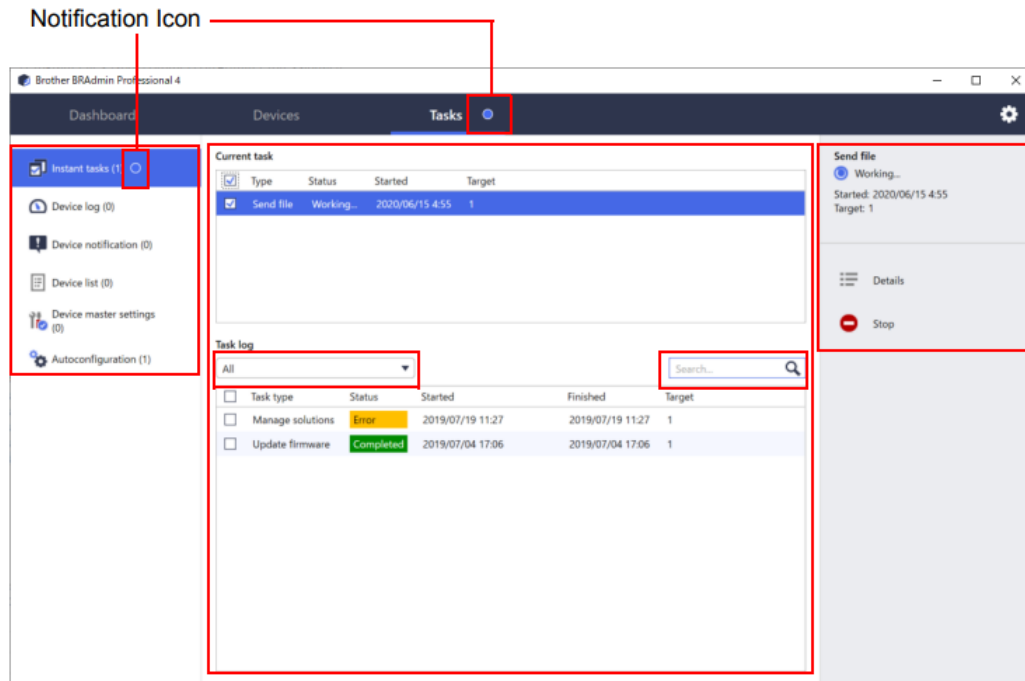 Notification Icon
Brother BRAdmin Professional 4
Dashboard Devices Tasks
Instant tasks (1)
Device log (0)
Device notification (0)
Device list (0)
Device master settings
(0)
Autoconfiguration (1)
Current task
Type Status Started Target
Send file Working... 2020/06/15 4:55 1
Task log
All
Search...
Task type Status Started Finished Target
Manage solutions Error 2019/07/19 11:27 2019/07/19 11:27 1
Update firmware Completed 2019/07/04 17:06 2019/07/04 17:06 1
Send file
Working...
Started: 2020/06/15 4:55
Target: 1
Details
Stop